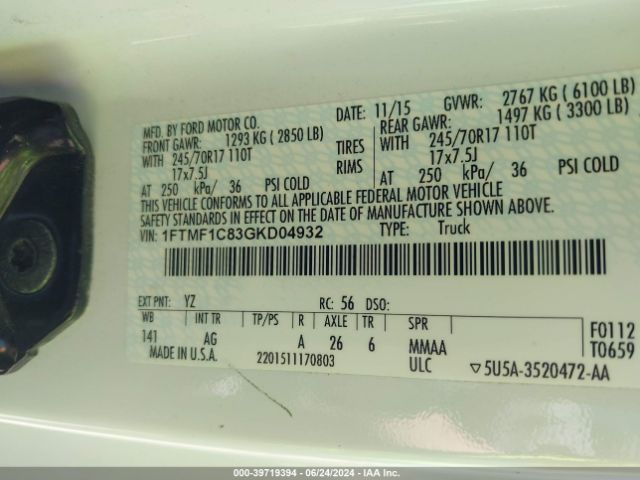 MFD. BY FORD MOTOR CO.
DATE: 11/15 GVWR: 2767 KG ( 6100 LB)
FRONT GAWR: 1293 KG ( 2850 LB)
REAR GAWR: 1497 KG ( 3300 LB)
WITH 245/70R17 110T TIRES WITH 245/70R17 110T
17x7.5J RIMS 17x7.5J
AT 250 kPa/ 36 PSI COLD AT 250 kPa/ 36 PSI COLD
THIS VEHICLE CONFORMS TO ALL APPLICABLE FEDERAL MOTOR VEHICLE
SAFETY STANDARDS IN EFFECT ON THE DATE OF MANUFACTURE SHOWN ABOVE.
VIN: 1FTMF1C83GKD04932 TYPE: Truck
EXT PNT: YZ RC: 56 DSO:
WB INT TR TP/PS R AXLE TR SPR
141 AG A 26 6 MMAA
F0112
T0659
MADE IN U.S.A. 2201511170803 ULC ▽5U5A-3520472-AA
000-39719394 - 06/24/2024 - IAAI.COM